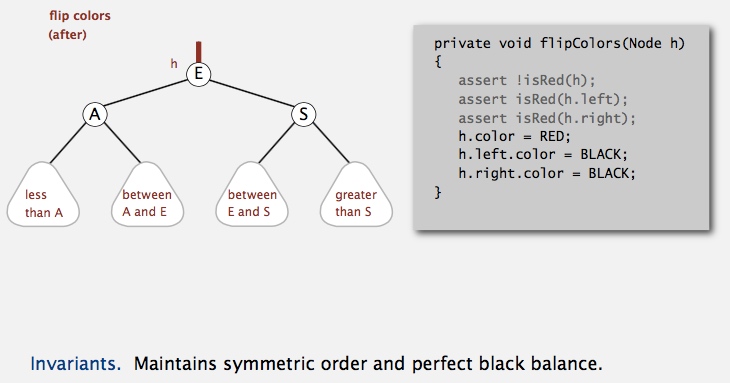 flip colors
(after)
h
E
A
S
less
than A
between
A and E
between
E and S
greater
than S
private void flipColors(Node h)
{
assert !isRed(h);
assert isRed(h.left);
assert isRed(h.right);
h.color = RED;
h.left.color = BLACK;
h.right.color = BLACK;
}
Invariants. Maintains symmetric order and perfect black balance.